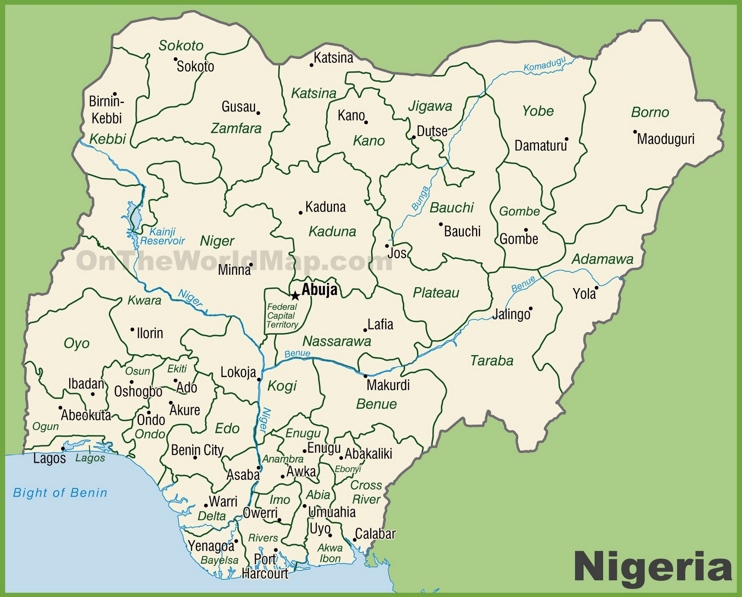 Sokoto
Sokoto
Katsina
Komadugu
Birnin-
Kebbi
Kebbi
Gusau
Zamfara
Katsina
Kano
Kano
Jigawa
Dutse
Yobe
Damaturu
Borno
Maoduguri
Kainji
Reservoir
Niger
Minna
Kaduna
Kaduna
Bunga
Bauchi
Bauchi
Gombe
Gombe
Jos
Adamawa
OnTheWorldMap.com
Abuja
Federal
Capital
Territory
Plateau
Benue
Yola
Jalingo
Kwara
Niger
Ilorin
Oyo
Lafia
Nassarawa
Taraba
Benue
Makurdi
Benue
Lokoja
Kogi
Osun
Ekiti
Ibadan
Oshogbo
Ado
Abeokuta
Akure
Ogun
Ondo
Ondo
Edo
Niger
Enugu
Enugu
Abakaliki
Ebonyi
Lagos
Lagos
Benin City
Anambra
Awka
Asaba
Cross
River
Bight of Benin
Warri
Delta
Imo
Owerri
Abia
Umuahia
Uyo
Calabar
Akwa
Ibon
Yenagoa
Bayelsa
Rivers
Port
Harcourt
Nigeria